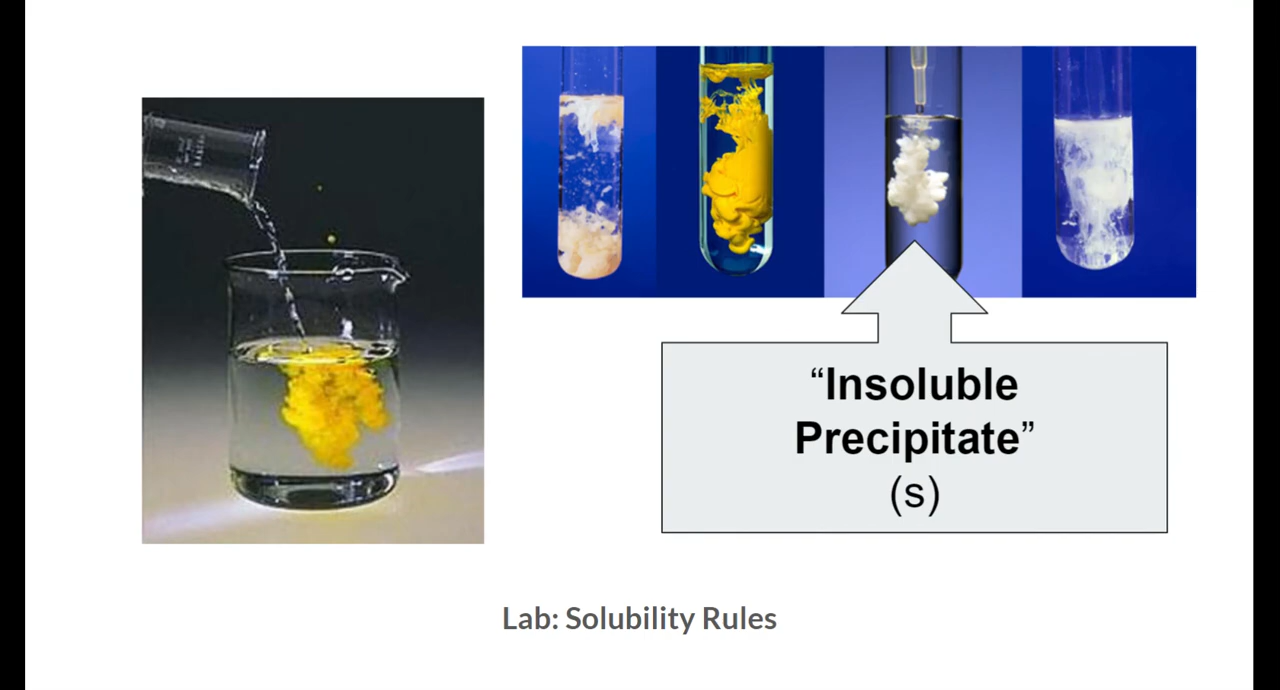 “Insoluble
Precipitate”
(s)
Lab: Solubility Rules